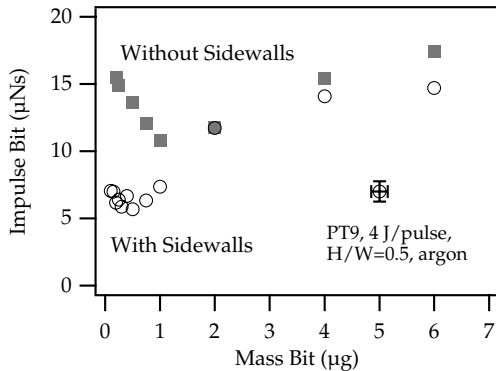 20
15
10
5
0
Impulse Bit (µNs)
Without Sidewalls
With Sidewalls
PT9, 4 J/pulse,
H/W=0.5, argon
0 1 2 3 4 5 6 7
Mass Bit (µg)